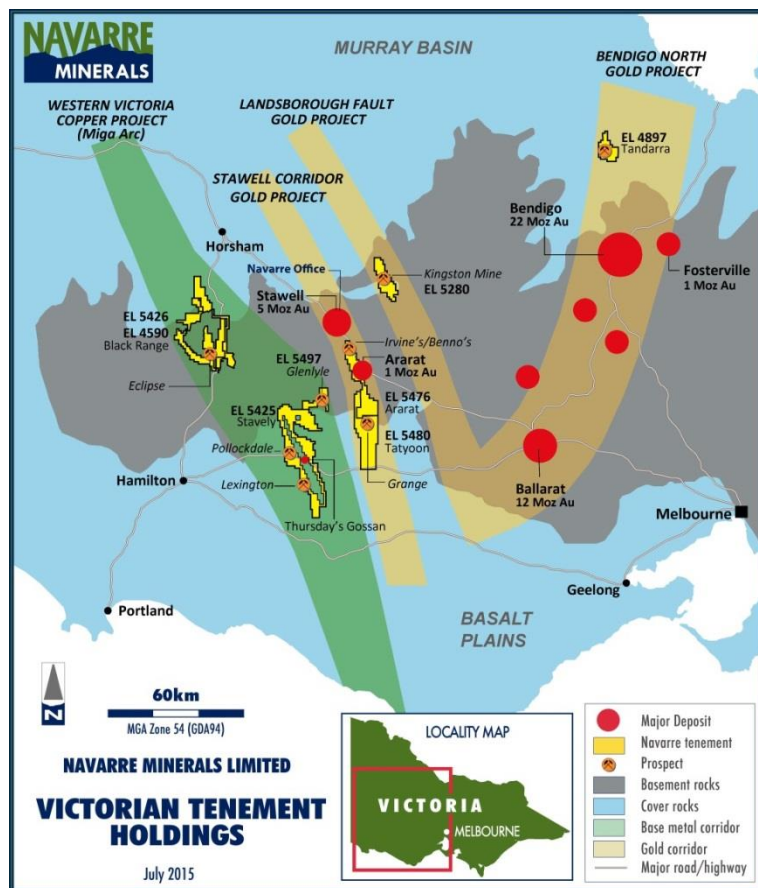 NAVARRE
MINERALS
MURRAY BASIN
BENDIGO NORTH
GOLD PROJECT
WESTERN VICTORIA
COPPER PROJECT
(Miga Arc)
LANDSBOROUGH FAULT
GOLD PROJECT
STAWELL CORRIDOR
GOLD PROJECT
EL 4897
Tandarra
Bendigo
22 Moz Au
Fosterville
1 Moz Au
Horsham
Navarre Office
Stawell
5 Moz Au
Kingston Mine
EL 5280
EL 5426
EL 4590
Black Range
Eclipse
Irvine's/Benno's
Ararat
1 Moz Au
EL 5497
Glenlyle
EL 5476
Ararat
EL 5425
Stavely
EL 5480
Tatyoon
Pollockdale
Grange
Hamilton
Lexington
Thursday's Gossan
Ballarat
12 Moz Au
Melbourne
Geelong
Portland
BASALT
PLAINS
N
60km
MGA Zone 54 (GDA94)
NAVARRE MINERALS LIMITED
VICTORIAN TENEMENT
HOLDINGS
July 2015
LOCALITY MAP
VICTORIA
MELBOURNE
Major Deposit
Navarre tenement
Prospect
Basement rocks
Cover rocks
Base metal corridor
Gold corridor
Major road/highway